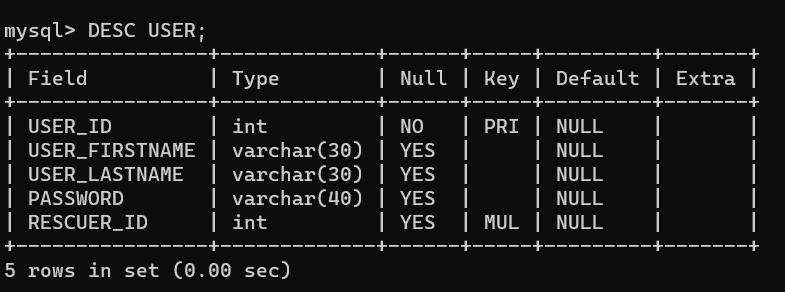 mysql> DESC USER;
+----------------+-------------+------+-----+---------+-------+
| Field          | Type        | Null | Key | Default | Extra |
+----------------+-------------+------+-----+---------+-------+
| USER_ID        | int         | NO   | PRI | NULL    |       |
| USER_FIRSTNAME | varchar(30) | YES  |     | NULL    |       |
| USER_LASTNAME  | varchar(30) | YES  |     | NULL    |       |
| PASSWORD       | varchar(40) | YES  |     | NULL    |       |
| RESCUER_ID     | int         | YES  | MUL | NULL    |       |
+----------------+-------------+------+-----+---------+-------+
5 rows in set (0.00 sec)